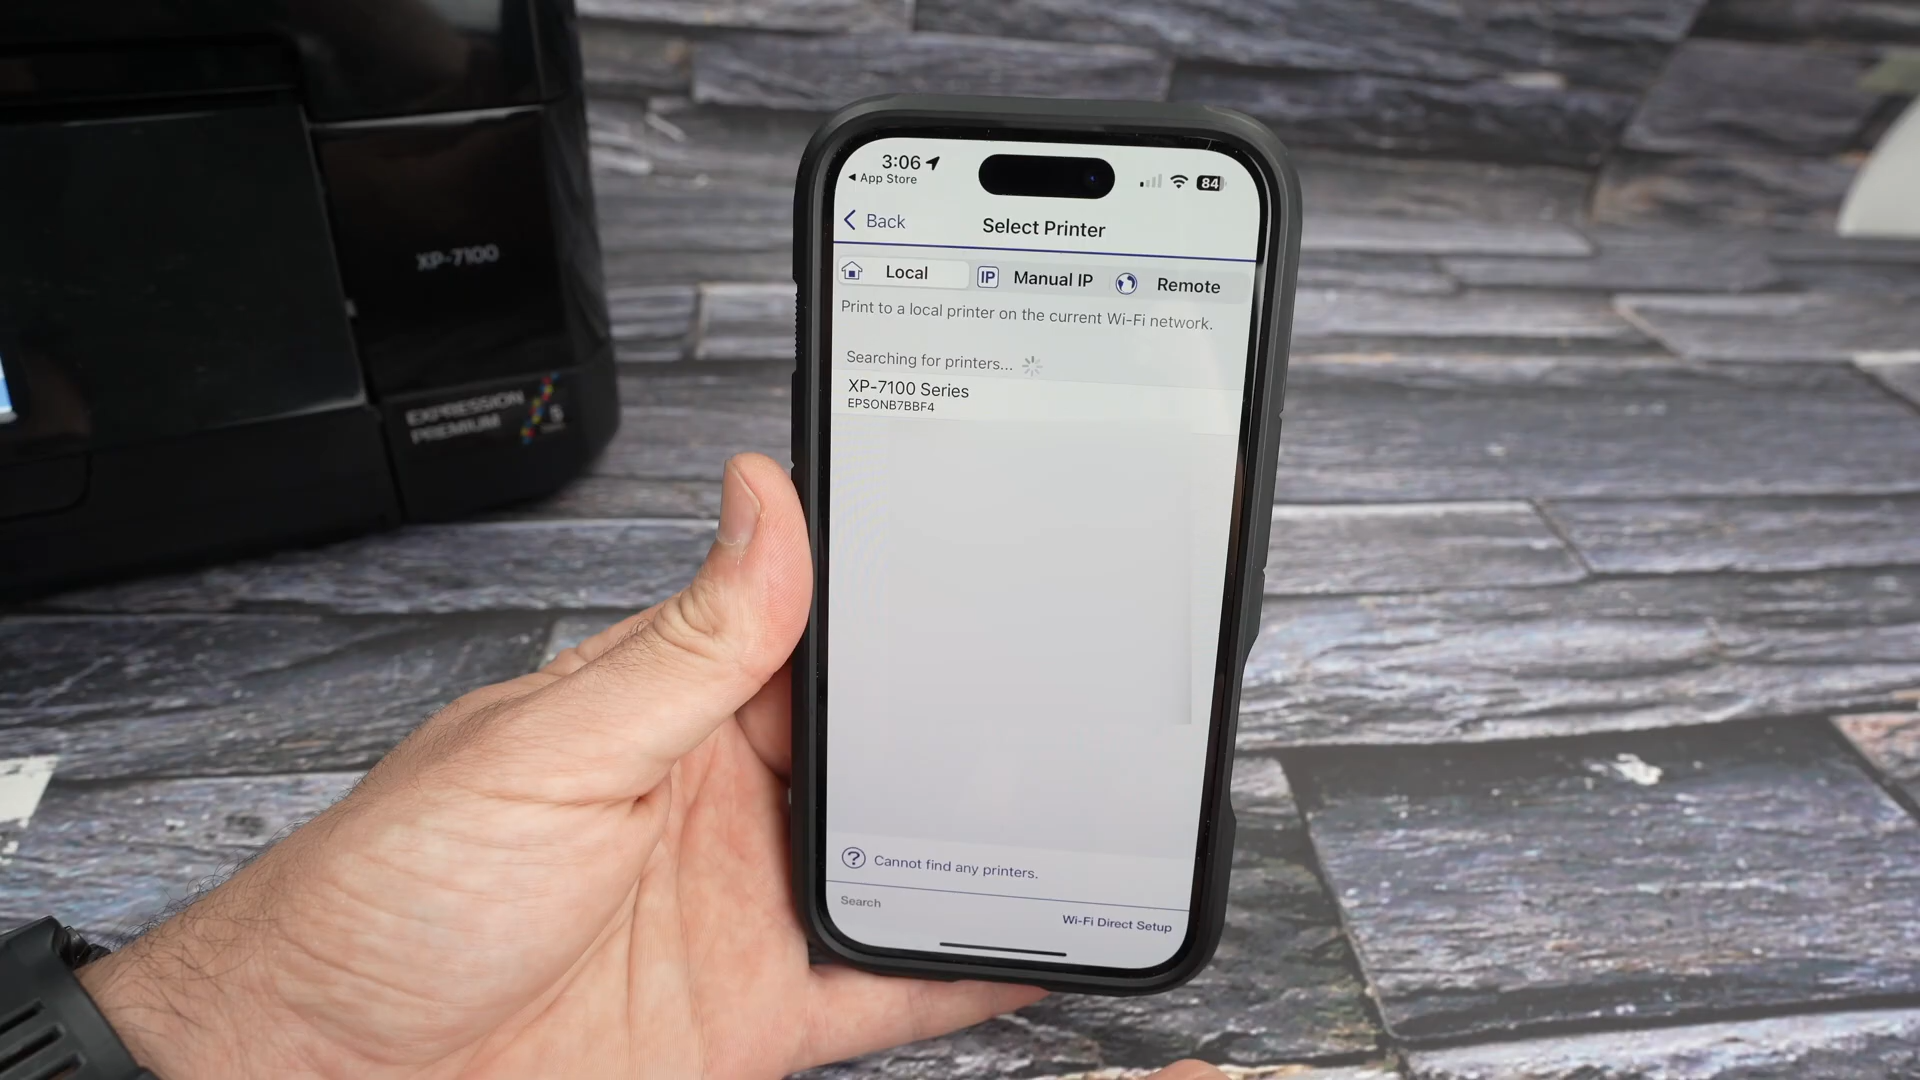 XP-7100
EXPRESSION
PREMIUM
3:06
App Store
84
Back
Select Printer
Local
IP
Manual IP
Remote
Print to a local printer on the current Wi-Fi network.
Searching for printers...
XP-7100 Series
EPSONB7BBF4
? Cannot find any printers.
Search
Wi-Fi Direct Setup